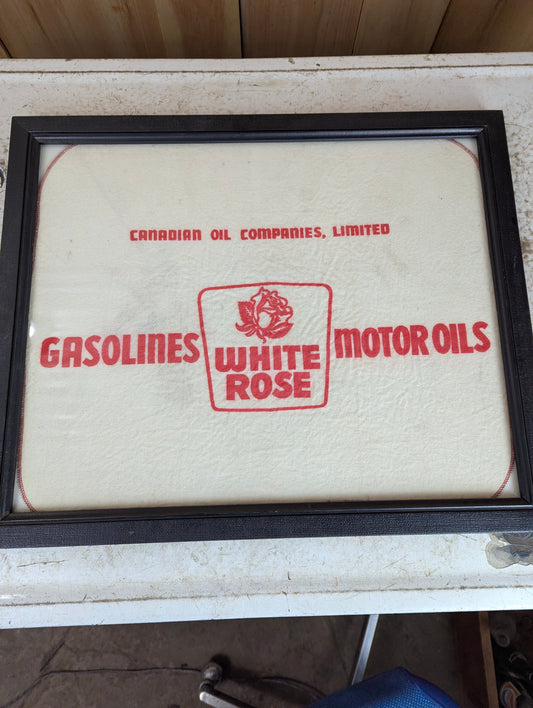 CANADIAN OIL COMPANIES, LIMITED
GASOLINES WHITE ROSE MOTOR OILS